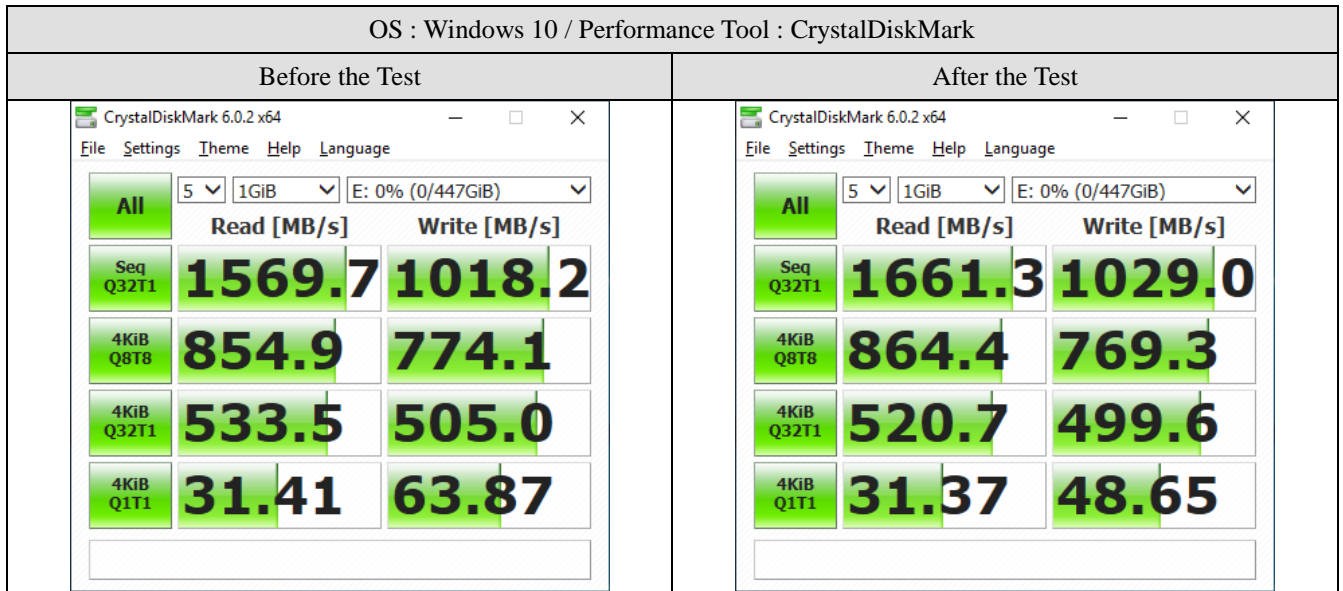 OS : Windows 10 / Performance Tool : CrystalDiskMark
Before the Test
After the Test
CrystalDiskMark 6.0.2 x64
File Settings Theme Help Language
All
5 1GiB E: 0% (0/447GiB)
Read [MB/s] Write [MB/s]
Seq
Q32T1
1569.7 1018.2
4KiB
Q8T8
854.9 774.1
4KiB
Q32T1
533.5 505.0
4KiB
Q1T1
31.41 63.87
CrystalDiskMark 6.0.2 x64
File Settings Theme Help Language
All
5 1GiB E: 0% (0/447GiB)
Read [MB/s] Write [MB/s]
Seq
Q32T1
1661.3 1029.0
4KiB
Q8T8
864.4 769.3
4KiB
Q32T1
520.7 499.6
4KiB
Q1T1
31.37 48.65